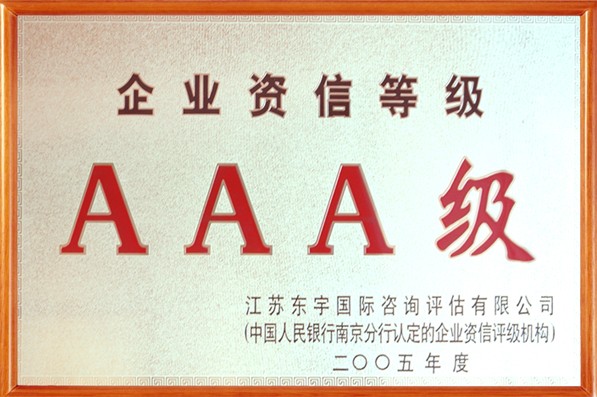 企业资信等级
AAA级
江苏东宇国际咨询评估有限公司
(中国人民银行南京分行认定的企业资信评级机构)
二〇〇五年度